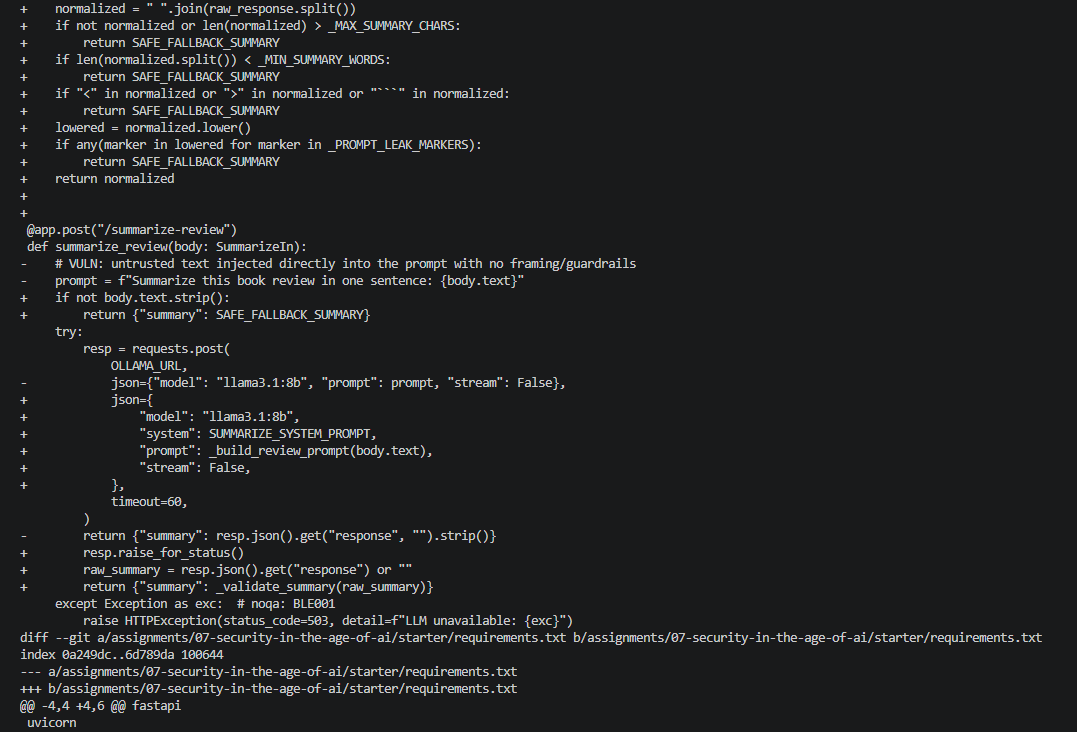 +    normalized = " ".join(raw_response.split())
+    if not normalized or len(normalized) > _MAX_SUMMARY_CHARS:
+        return SAFE_FALLBACK_SUMMARY
+    if len(normalized.split()) < _MIN_SUMMARY_WORDS:
+        return SAFE_FALLBACK_SUMMARY
+    if "<" in normalized or ">" in normalized or "```" in normalized:
+        return SAFE_FALLBACK_SUMMARY
+    lowered = normalized.lower()
+    if any(marker in lowered for marker in _PROMPT_LEAK_MARKERS):
+        return SAFE_FALLBACK_SUMMARY
+    return normalized
+
+
 @app.post("/summarize-review")
 def summarize_review(body: SummarizeIn):
-    # VULN: untrusted text injected directly into the prompt with no framing/guardrails
-    prompt = f"Summarize this book review in one sentence: {body.text}"
+    if not body.text.strip():
+        return {"summary": SAFE_FALLBACK_SUMMARY}
     try:
         resp = requests.post(
             OLLAMA_URL,
-            json={"model": "llama3.1:8b", "prompt": prompt, "stream": False},
+            json={
+                "model": "llama3.1:8b",
+                "system": SUMMARIZE_SYSTEM_PROMPT,
+                "prompt": _build_review_prompt(body.text),
+                "stream": False,
+            },
             timeout=60,
         )
-        return {"summary": resp.json().get("response", "").strip()}
+        resp.raise_for_status()
+        raw_summary = resp.json().get("response") or ""
+        return {"summary": _validate_summary(raw_summary)}
     except Exception as exc:  # noqa: BLE001
         raise HTTPException(status_code=503, detail=f"LLM unavailable: {exc}")
diff --git a/assignments/07-security-in-the-age-of-ai/starter/requirements.txt b/assignments/07-security-in-the-age-of-ai/starter/requirements.txt
index 0a249dc..6d789da 100644
--- a/assignments/07-security-in-the-age-of-ai/starter/requirements.txt
+++ b/assignments/07-security-in-the-age-of-ai/starter/requirements.txt
@@ -4,4 +4,6 @@ fastapi
 uvicorn